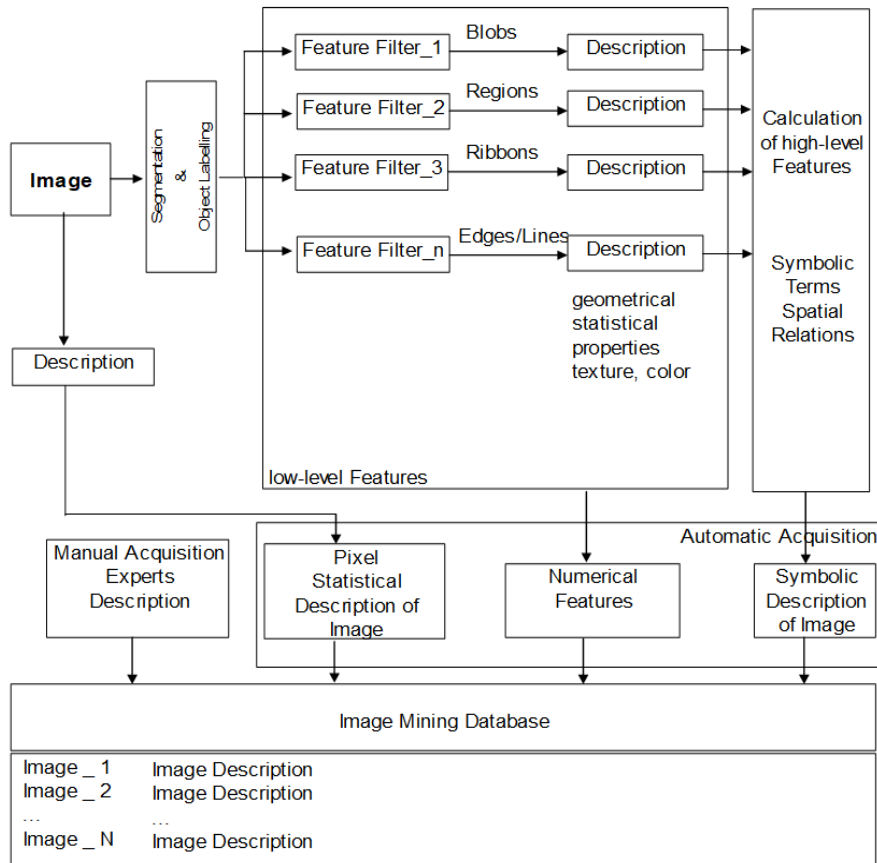 Image
Segmentation
&
Object Labelling
Feature Filter_1
Blobs
Description
Feature Filter_2
Regions
Description
Feature Filter_3
Ribbons
Description
Feature Filter_n
Edges/Lines
Description
geometrical
statistical
properties
texture, color
low-level Features
Calculation
of high-level
Features
Symbolic
Terms
Spatial
Relations
Description
Automatic Acquisition
Manual Acquisition
Experts
Description
Pixel
Statistical
Description of
Image
Numerical
Features
Symbolic
Description
of Image
Image Mining Database
Image _ 1 Image Description
Image _ 2 Image Description
... ...
Image _ N Image Description